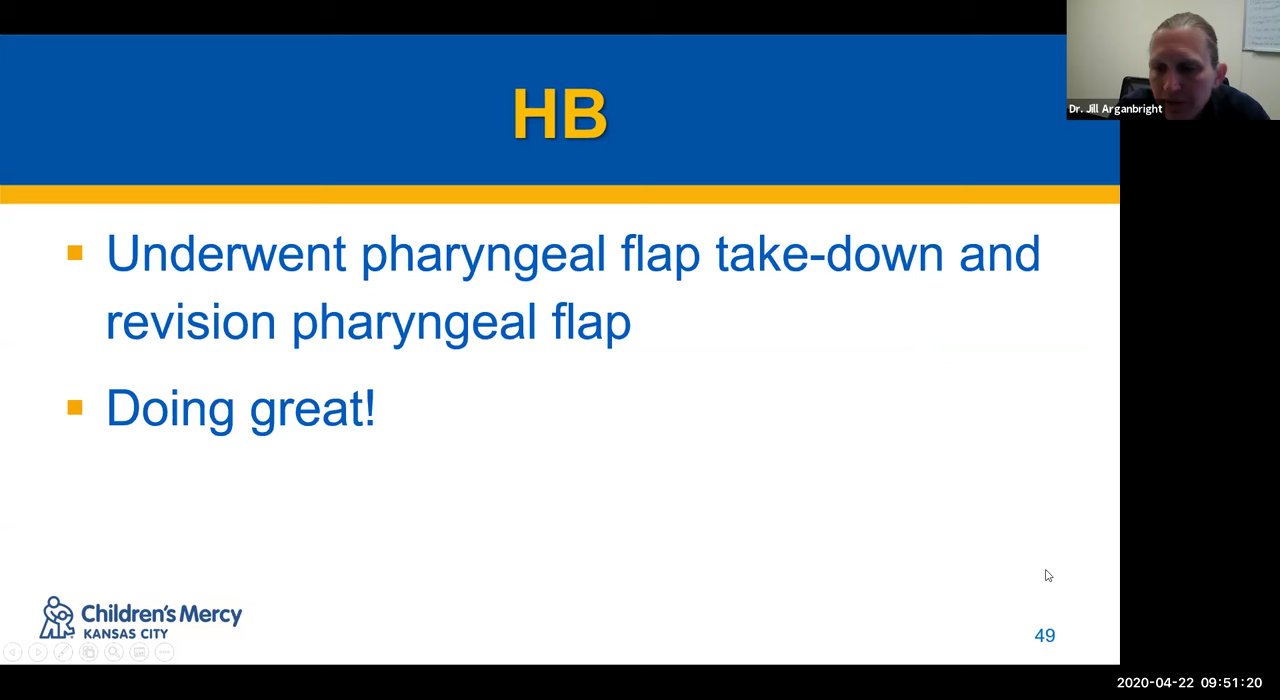 HB
Dr. Jill Arganbright
Underwent pharyngeal flap take-down and
revision pharyngeal flap
Doing great!
Children's Mercy
KANSAS CITY
49
2020-04-22 09:51:20